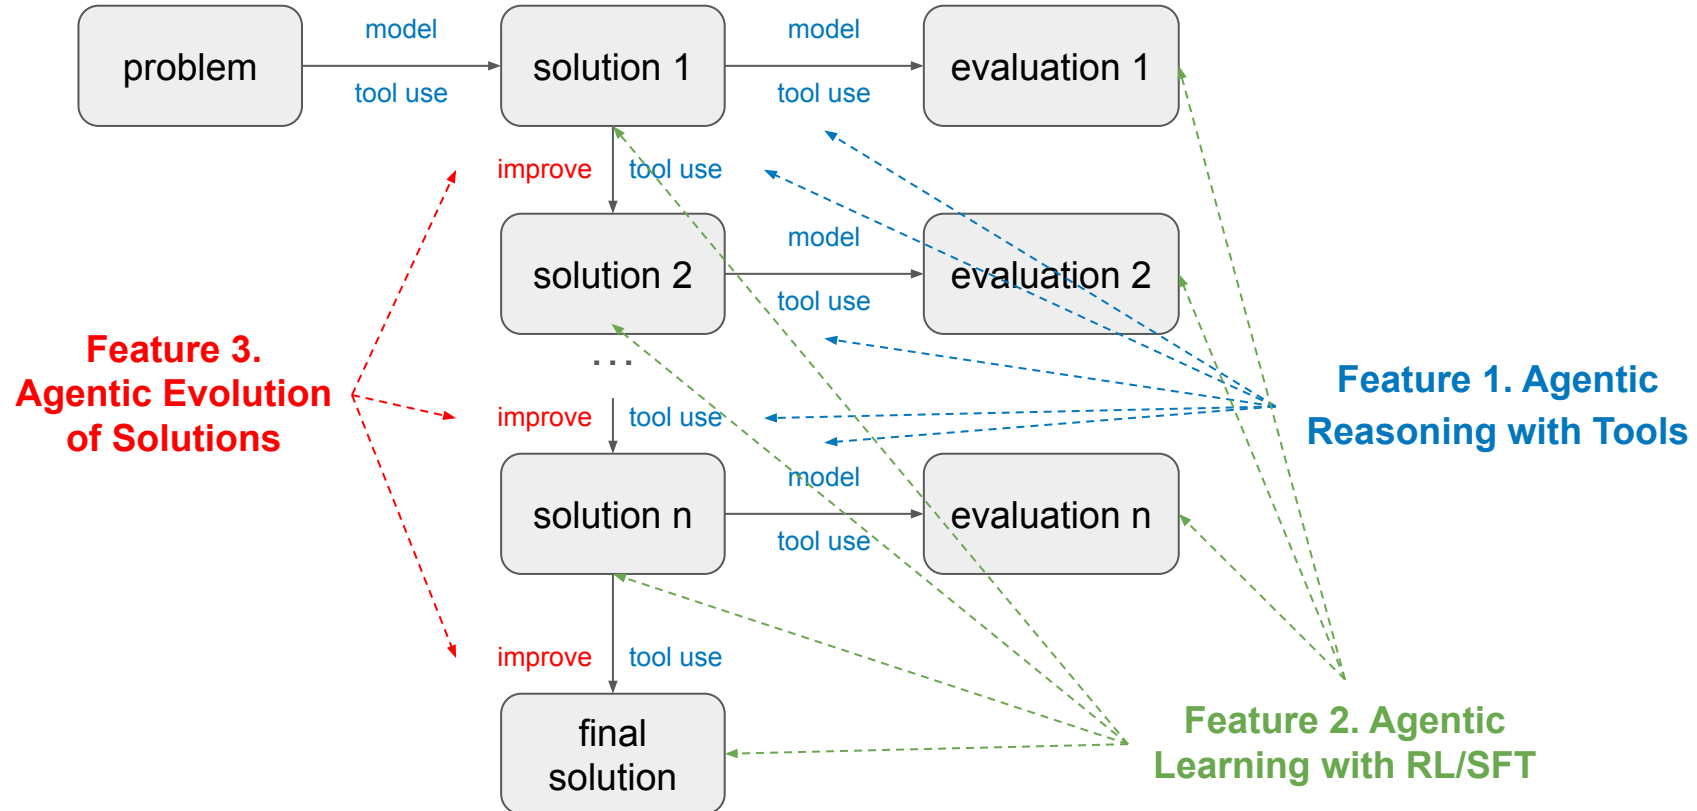 problem
model
tool use
solution 1
model
tool use
evaluation 1
improve
tool use
solution 2
model
tool use
evaluation 2
...
improve
tool use
solution n
model
tool use
evaluation n
improve
tool use
final
solution
Feature 3.
Agentic Evolution
of Solutions
Feature 1. Agentic
Reasoning with Tools
Feature 2. Agentic
Learning with RL/SFT